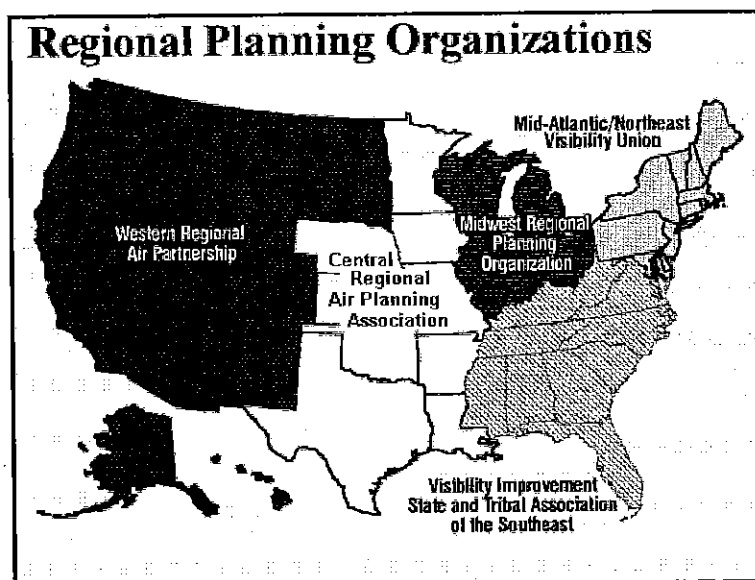 Regional Planning Organizations
Mid-Atlantic/Northeast
Visibility Union
Western Regional
Air Partnership
Midwest Regional
Planning
Organization
Central
Regional
Air Planning
Association
Visibility Improvement
State and Tribal Association
of the Southeast